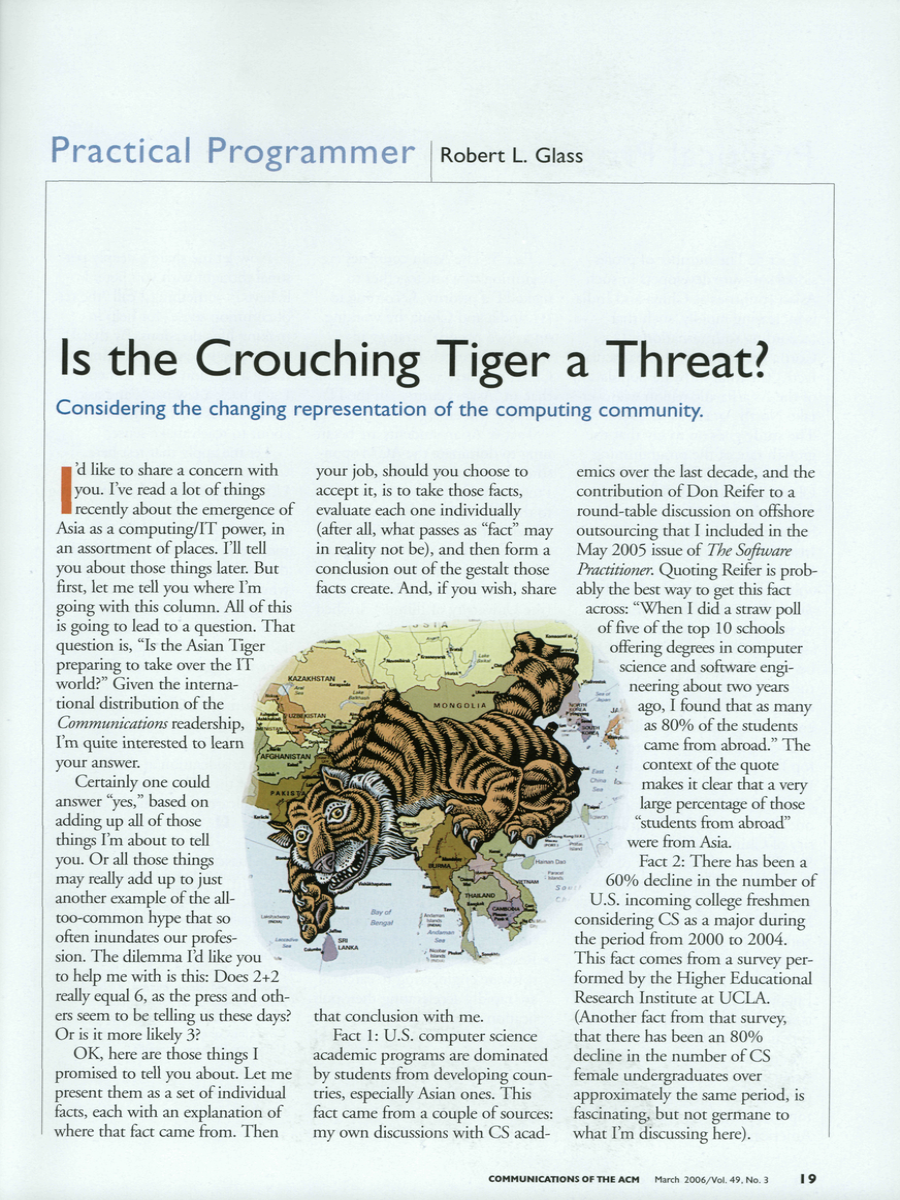 Practical Programmer
Robert L. Glass
Is the Crouching Tiger a Threat?
Considering the changing representation of the computing community.
I'd like to share a concern with
you. I've read a lot of things
recently about the emergence of
Asia as a computing/IT power, in
an assortment of places. I'll tell
you about those things later. But
first, let me tell you where I'm
going with this column. All of this
is going to lead to a question. That
question is, “Is the Asian Tiger
preparing to take over the IT
world?” Given the interna-
tional distribution of the
Communications readership,
I'm quite interested to learn
your answer.
Certainly one could
answer “yes,” based on
adding up all of those
things I'm about to tell
you. Or all those things
may really add up to just
another example of the all-
too-common hype that so
often inundates our profes-
sion. The dilemma I'd like you
to help me with is this: Does 2+2
really equal 6, as the press and oth-
ers seem to be telling us these days?
Or is it more likely 3?
OK, here are those things I
promised to tell you about. Let me
present them as a set of individual
facts, each with an explanation of
where that fact came from. Then
your job, should you choose to
accept it, is to take those facts,
evaluate each one individually
(after all, what passes as “fact” may
in reality not be), and then form a
conclusion out of the gestalt those
facts create. And, if you wish, share
KAZAKHSTAN
MONGOLIA
UZBEKISTAN
AFGHANISTAN
BURMA
THAILAND
CAMBODIA
Bay of
Bengal
Andaman
Sea
SRI
LANKA
Hainan Dao
East
China
Sea
that conclusion with me.
Fact 1: U.S. computer science
academic programs are dominated
by students from developing coun-
tries, especially Asian ones. This
fact came from a couple of sources:
my own discussions with CS acad-
emics over the last decade, and the
contribution of Don Reifer to a
round-table discussion on offshore
outsourcing that I included in the
May 2005 issue of The Software
Practitioner. Quoting Reifer is prob-
ably the best way to get this fact
across: “When I did a straw poll
of five of the top 10 schools
offering degrees in computer
science and software engi-
neering about two years
ago, I found that as many
as 80% of the students
came from abroad.” The
context of the quote
makes it clear that a very
large percentage of those
“students from abroad”
were from Asia.
Fact 2: There has been a
60% decline in the number of
U.S. incoming college freshmen
considering CS as a major during
the period from 2000 to 2004.
This fact comes from a survey per-
formed by the Higher Educational
Research Institute at UCLA.
(Another fact from that survey,
that there has been an 80%
decline in the number of CS
female undergraduates over
approximately the same period, is
fascinating, but not germane to
what I'm discussing here).
COMMUNICATIONS OF THE ACM March 2006/Vol. 49, No. 3 19